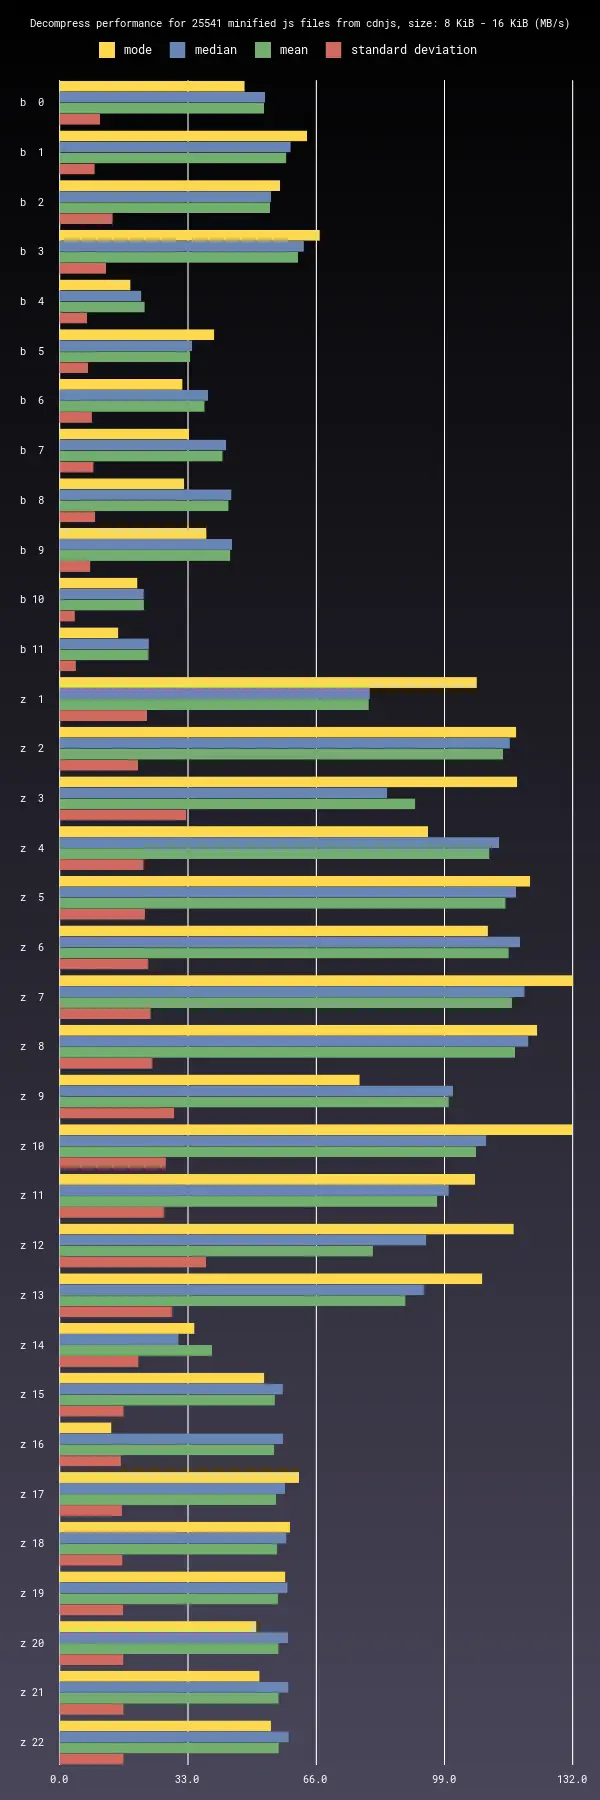 Decompress performance for 25541 minified js files from cdnjs, size: 8 KiB - 16 KiB (MB/s)
mode median mean standard deviation
b 0
b 1
b 2
b 3
b 4
b 5
b 6
b 7
b 8
b 9
b 10
b 11
z 1
z 2
z 3
z 4
z 5
z 6
z 7
z 8
z 9
z 10
z 11
z 12
z 13
z 14
z 15
z 16
z 17
z 18
z 19
z 20
z 21
z 22
0.0 33.0 66.0 99.0 132.0